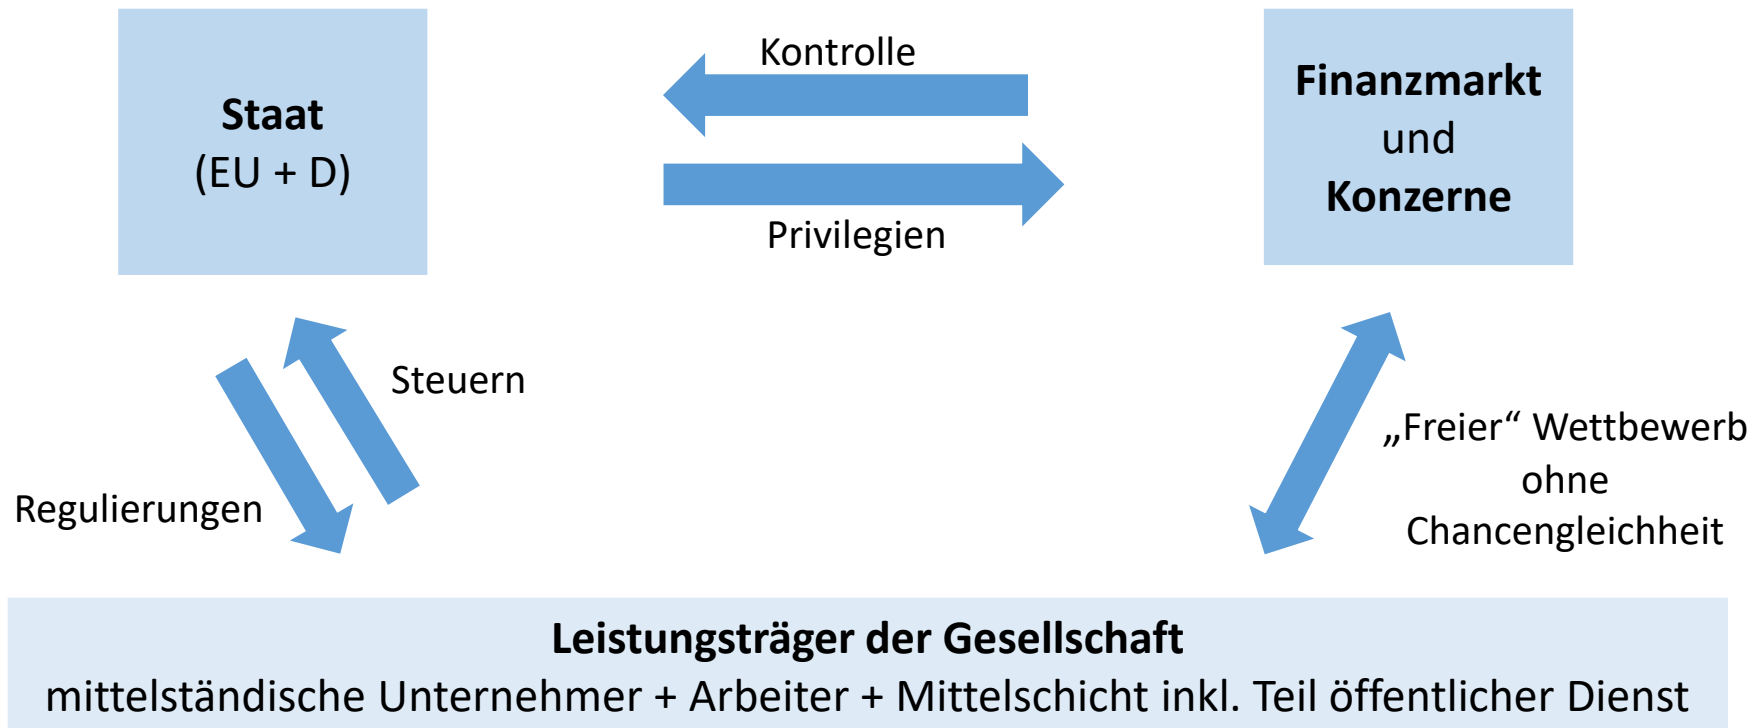 Staat
(EU + D)
Kontrolle
Privilegien
Finanzmarkt
und
Konzerne
Steuern
Regulierungen
„Freier“ Wettbewerb
ohne
Chancengleichheit
Leistungsträger der Gesellschaft
mittelständische Unternehmer + Arbeiter + Mittelschicht inkl. Teil öffentlicher Dienst